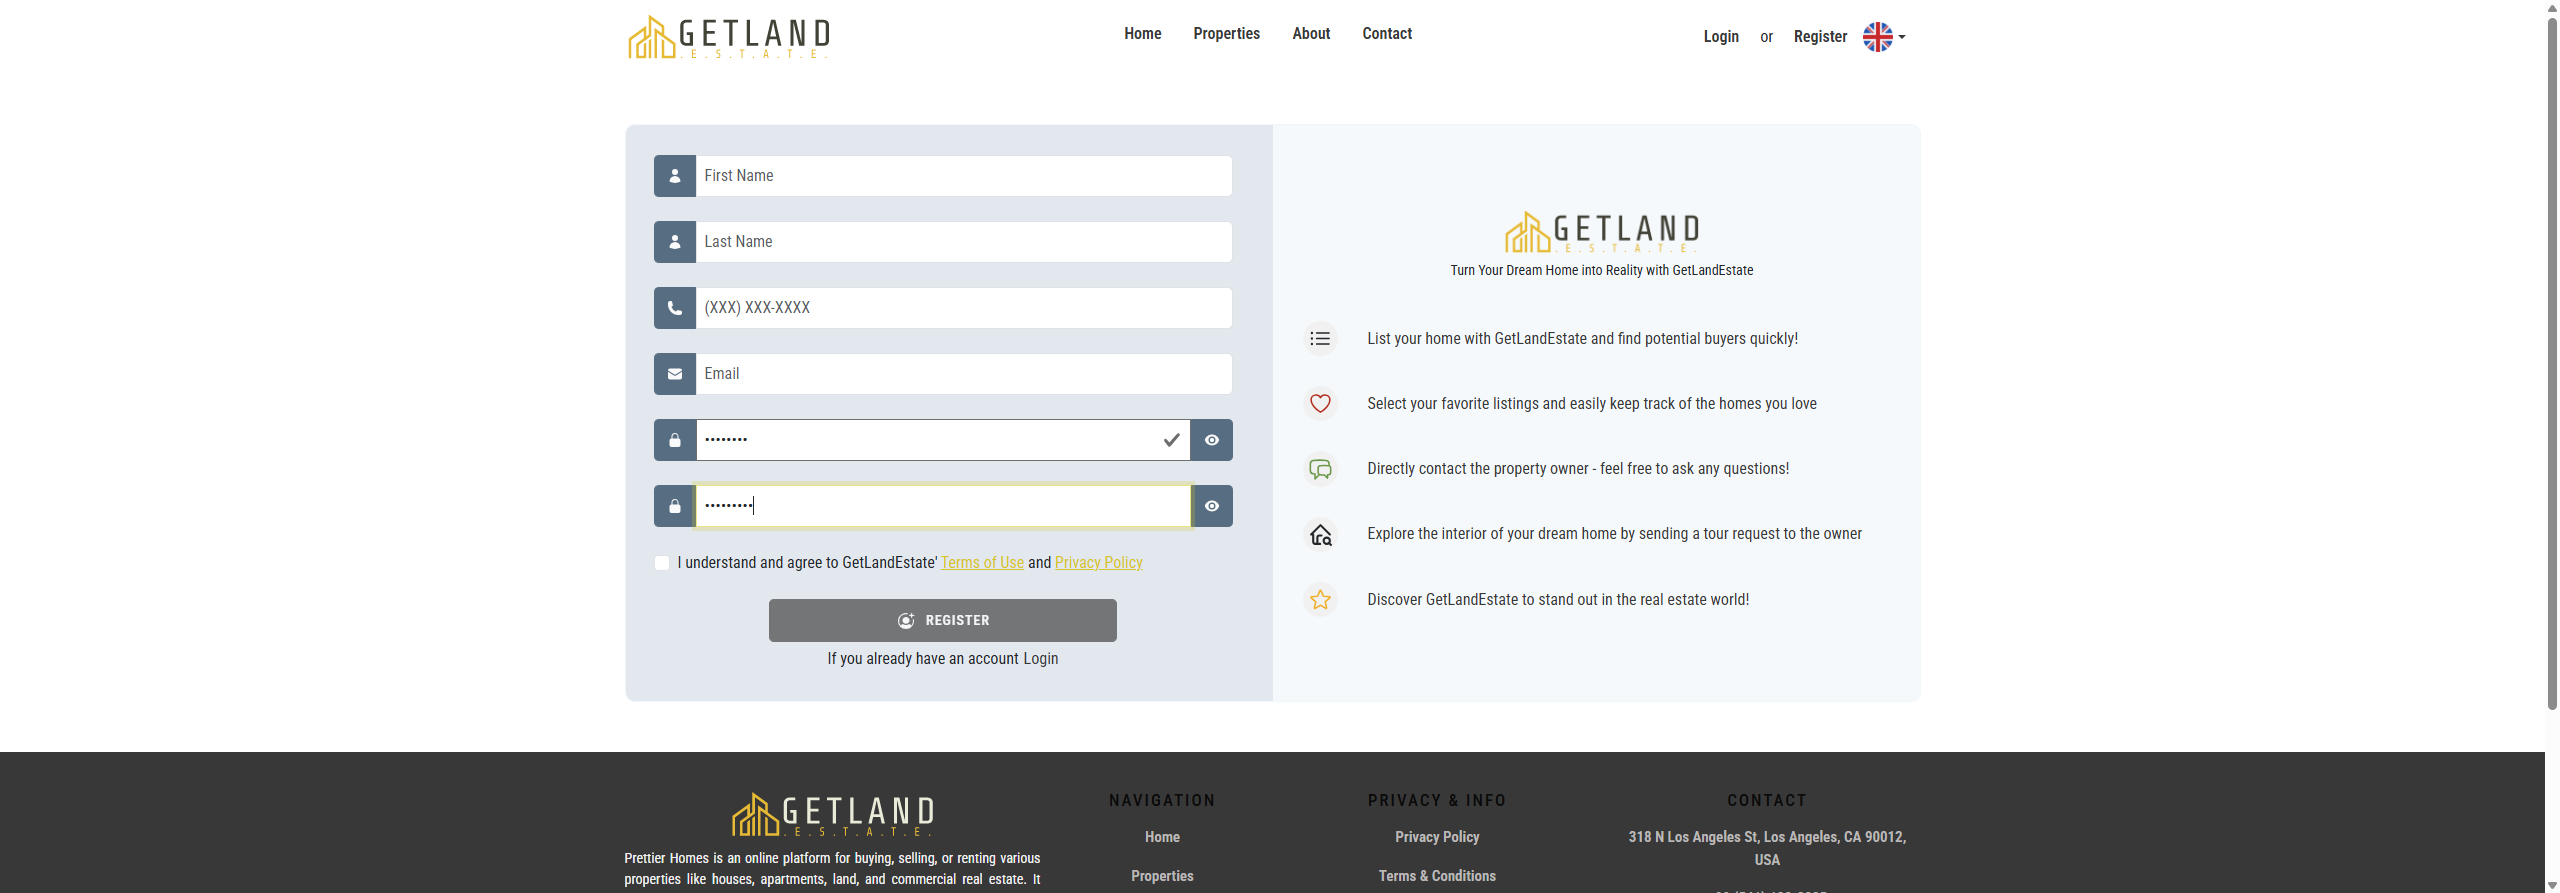 GETLAND
.E.S.T.A.T.E.
Home Properties About Contact
Login or Register
First Name
Last Name
(XXX) XXX-XXXX
Email
••••••••
•••••••••
I understand and agree to GetLandEstate' Terms of Use and Privacy Policy
REGISTER
If you already have an account Login
GETLAND
.E.S.T.A.T.E.
Turn Your Dream Home into Reality with GetLandEstate
List your home with GetLandEstate and find potential buyers quickly!
Select your favorite listings and easily keep track of the homes you love
Directly contact the property owner - feel free to ask any questions!
Explore the interior of your dream home by sending a tour request to the owner
Discover GetLandEstate to stand out in the real estate world!
GETLAND
.E.S.T.A.T.E.
Prettier Homes is an online platform for buying, selling, or renting various
properties like houses, apartments, land, and commercial real estate. It
NAVIGATION
Home
Properties
PRIVACY & INFO
Privacy Policy
Terms & Conditions
CONTACT
318 N Los Angeles St, Los Angeles, CA 90012,
USA